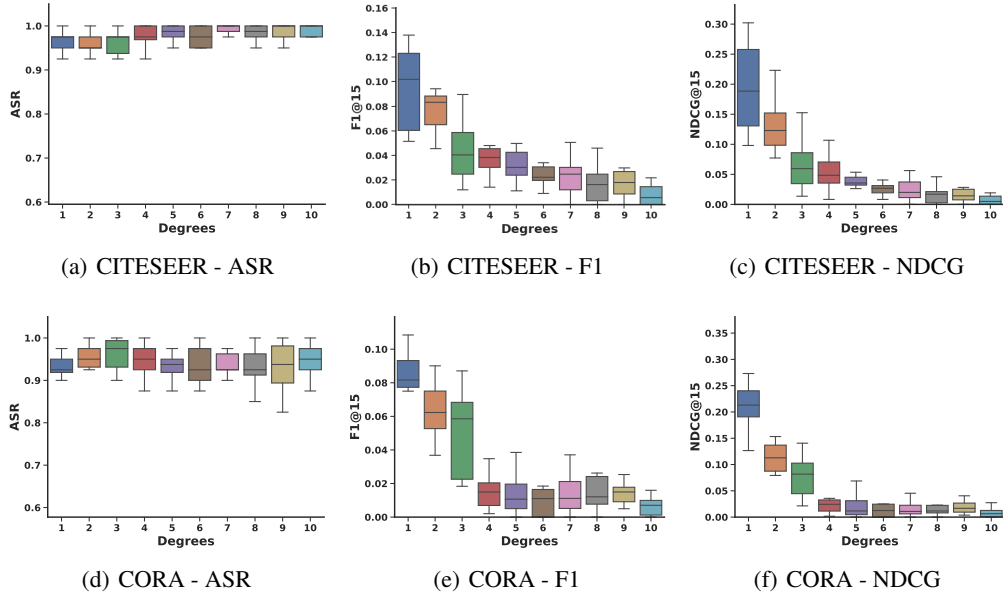 ASR
1.0
0.9
0.8
0.7
0.6
1 2 3 4 5 6 7 8 9 10
Degrees
(a) CITESEER - ASR
F1@15
0.16
0.14
0.12
0.10
0.08
0.06
0.04
0.02
0.00
1 2 3 4 5 6 7 8 9 10
Degrees
(b) CITESEER - F1
NDCG@15
0.30
0.25
0.20
0.15
0.10
0.05
0.00
1 2 3 4 5 6 7 8 9 10
Degrees
(c) CITESEER - NDCG
ASR
1.0
0.9
0.8
0.7
0.6
1 2 3 4 5 6 7 8 9 10
Degrees
(d) CORA - ASR
F1@15
0.10
0.08
0.06
0.04
0.02
0.00
1 2 3 4 5 6 7 8 9 10
Degrees
(e) CORA - F1
NDCG@15
0.35
0.30
0.25
0.20
0.15
0.10
0.05
0.00
1 2 3 4 5 6 7 8 9 10
Degrees
(f) CORA - NDCG